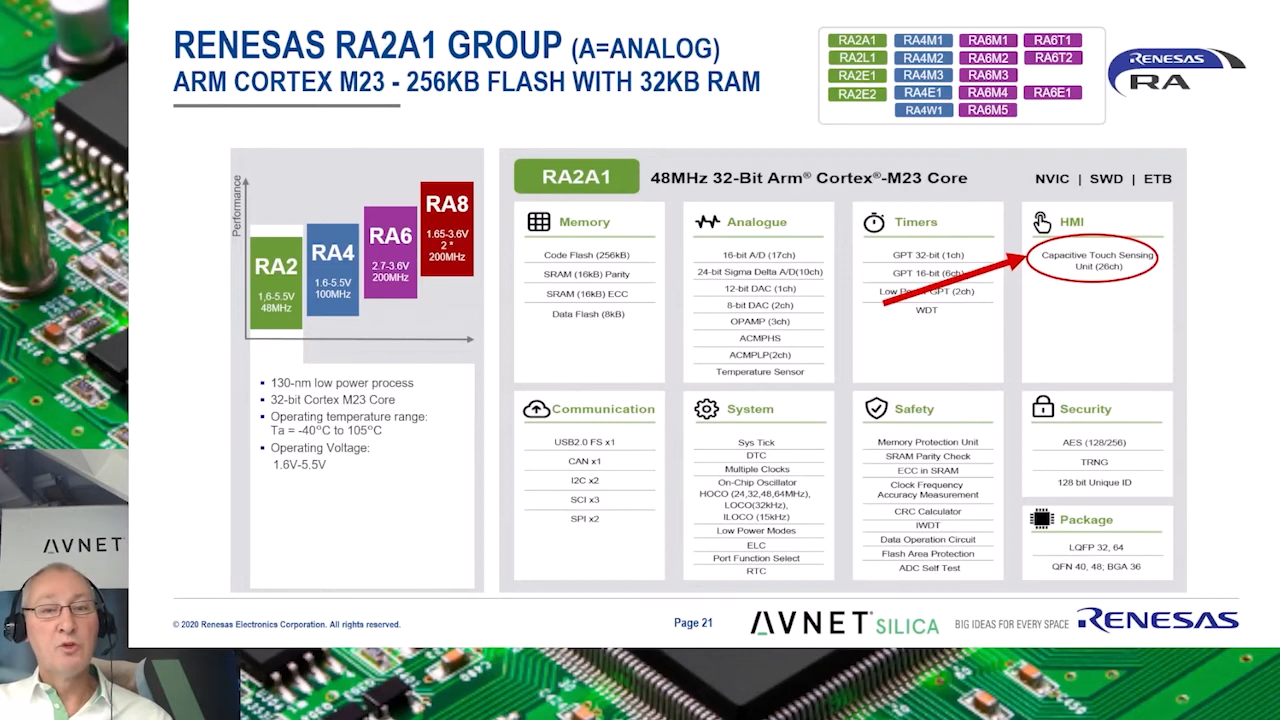 RENESAS RA2A1 GROUP (A=ANALOG)
ARM CORTEX M23 - 256KB FLASH WITH 32KB RAM
RA2A1 RA4M1 RA6M1 RA6T1
RA2L1 RA4M2 RA6M2 RA6T2
RA2E1 RA4M3 RA6M3
RA2E2 RA4E1 RA6M4 RA6E1
RA4W1 RA6M5
RENESAS
RA
Performance
RA2
1,6-5.5V
48MHz
RA4
1.6-5.5V
100MHz
RA6
2.7-3.6V
200MHz
RA8
1.65-3.6V
2 *
200MHz
▪ 130-nm low power process
▪ 32-bit Cortex M23 Core
▪ Operating temperature range:
Ta = -40°C to 105°C
▪ Operating Voltage:
1.6V-5.5V
RA2A1
48MHz 32-Bit Arm® Cortex®-M23 Core
NVIC | SWD | ETB
Memory
Code Flash (256kB)
SRAM (16kB) Parity
SRAM (16kB) ECC
Data Flash (8kB)
Analogue
16-bit A/D (17ch)
24-bit Sigma Delta A/D(10ch)
12-bit DAC (1ch)
8-bit DAC (2ch)
OPAMP (3ch)
ACMPHS
ACMPLP(2ch)
Temperature Sensor
Timers
GPT 32-bit (1ch)
GPT 16-bit (6ch)
Low GPT (2ch)
WDT
HMI
Capacitive Touch Sensing
Unit (26ch)
Communication
USB2.0 FS x1
CAN x1
I2C x2
SCI x3
SPI x2
System
Sys Tick
DTC
Multiple Clocks
On-Chip Oscillator
HOCO (24,32,48,64MHz),
LOCO(32kHz),
ILOCO (15kHz)
Low Power Modes
ELC
Port Function Select
RTC
Safety
Memory Protection Unit
SRAM Parity Check
ECC in SRAM
Clock Frequency
Accuracy Measurement
CRC Calculator
IWDT
Data Operation Circuit
Flash Area Protection
ADC Self Test
Security
AES (128/256)
TRNG
128 bit Unique ID
Package
LQFP 32, 64
QFN 40, 48; BGA 36
AVNET
© 2020 Renesas Electronics Corporation. All rights reserved.
Page 21
AVNET® SILICA
BIG IDEAS FOR EVERY SPACE
RENESAS